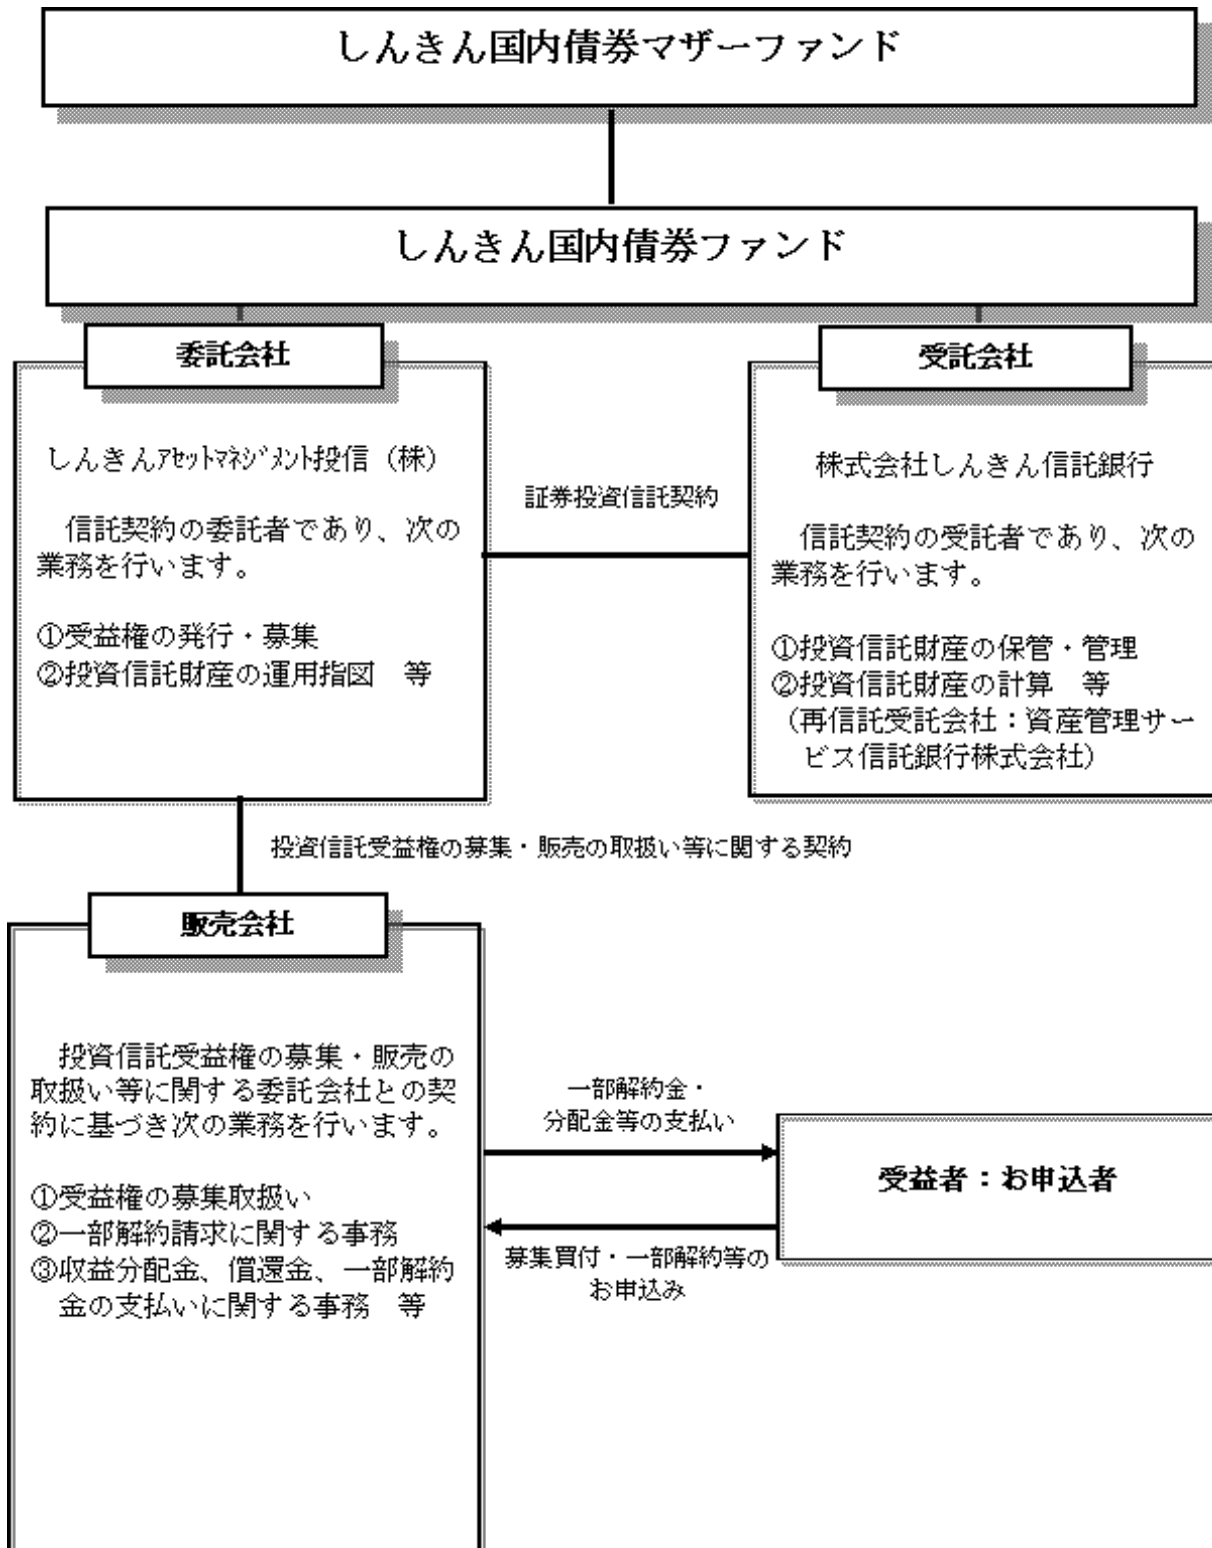 しんきん国内債券マザーファンド
しんきん国内債券ファンド
委託会社
しんきんｱｾｯﾄﾏﾈｼﾞﾒﾝﾄ投信（株）
信託契約の委託者であり、次の
業務を行います。
①受益権の発行・募集
②投資信託財産の運用指図　等
証券投資信託契約
受託会社
株式会社しんきん信託銀行
信託契約の受託者であり、次の
業務を行います。
①投資信託財産の保管・管理
②投資信託財産の計算　等
（再信託受託会社：資産管理サー
ビス信託銀行株式会社）
投資信託受益権の募集・販売の取扱い等に関する契約
販売会社
投資信託受益権の募集・販売の
取扱い等に関する委託会社との契
約に基づき次の業務を行います。
①受益権の募集取扱い
②一部解約請求に関する事務
③収益分配金、償還金、一部解約
金の支払いに関する事務　等
一部解約金・
分配金等の支払い
受益者：お申込者
募集買付・一部解約等の
お申込み